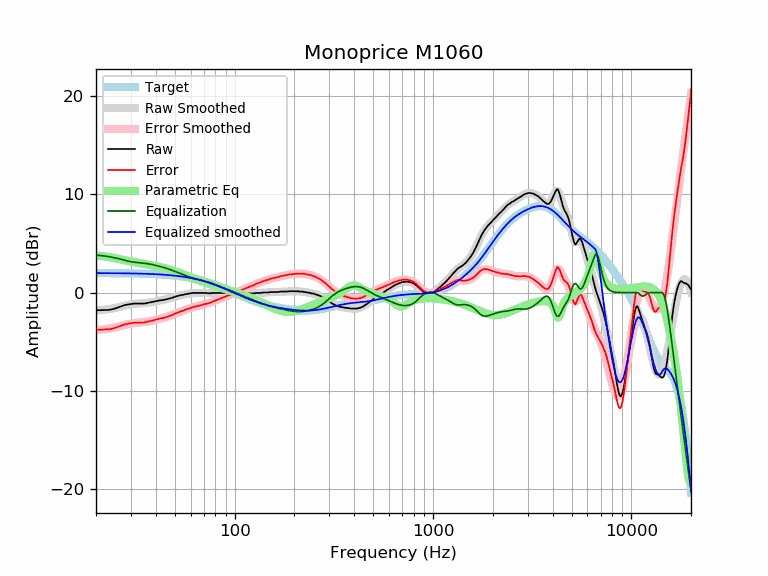 Monoprice M1060
Target
Raw Smoothed
Error Smoothed
Raw
Error
Parametric Eq
Equalization
Equalized smoothed
20
10
0
−10
−20
Amplitude (dBr)
100
1000
10000
Frequency (Hz)